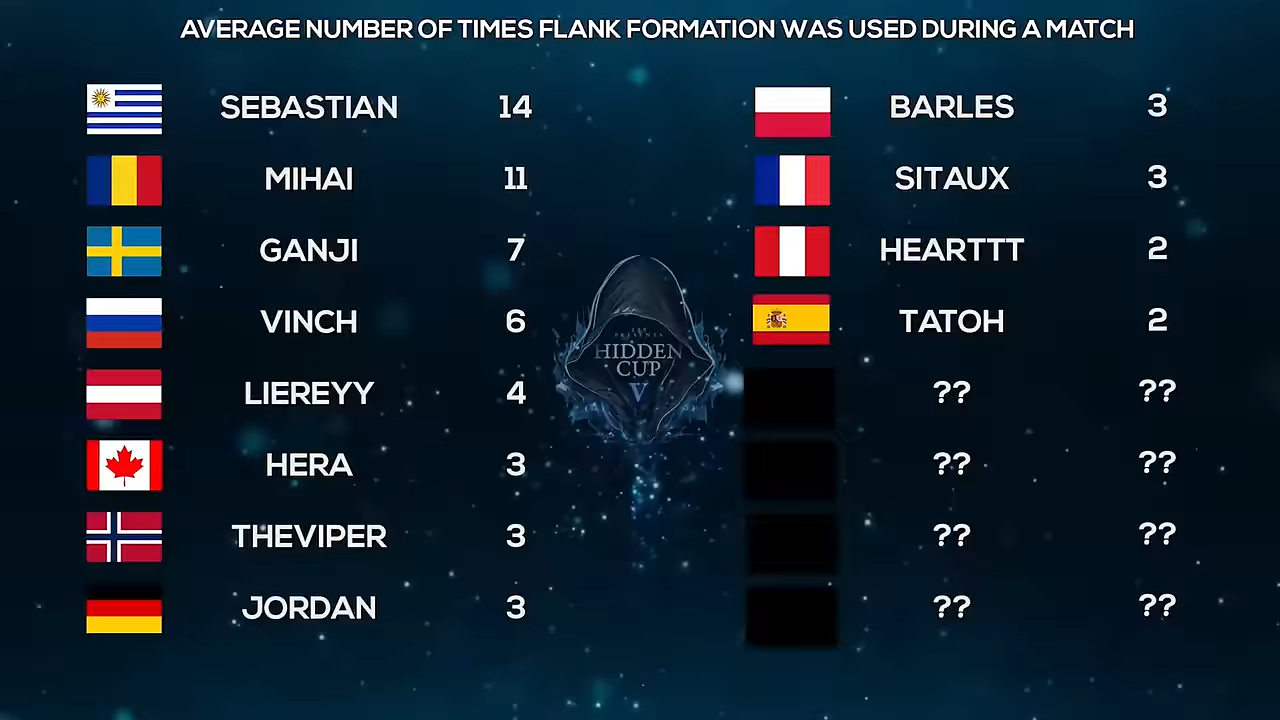 AVERAGE NUMBER OF TIMES FLANK FORMATION WAS USED DURING A MATCH
SEBASTIAN 14
MIHAI 11
GANJI 7
VINCH 6
LIEREYY 4
HERA 3
THEVIPER 3
JORDAN 3
BARLES 3
SITAUX 3
HEARTTT 2
TATOH 2
?? ??
?? ??
?? ??
?? ??
PRESENTS
HIDDEN
CUP
V